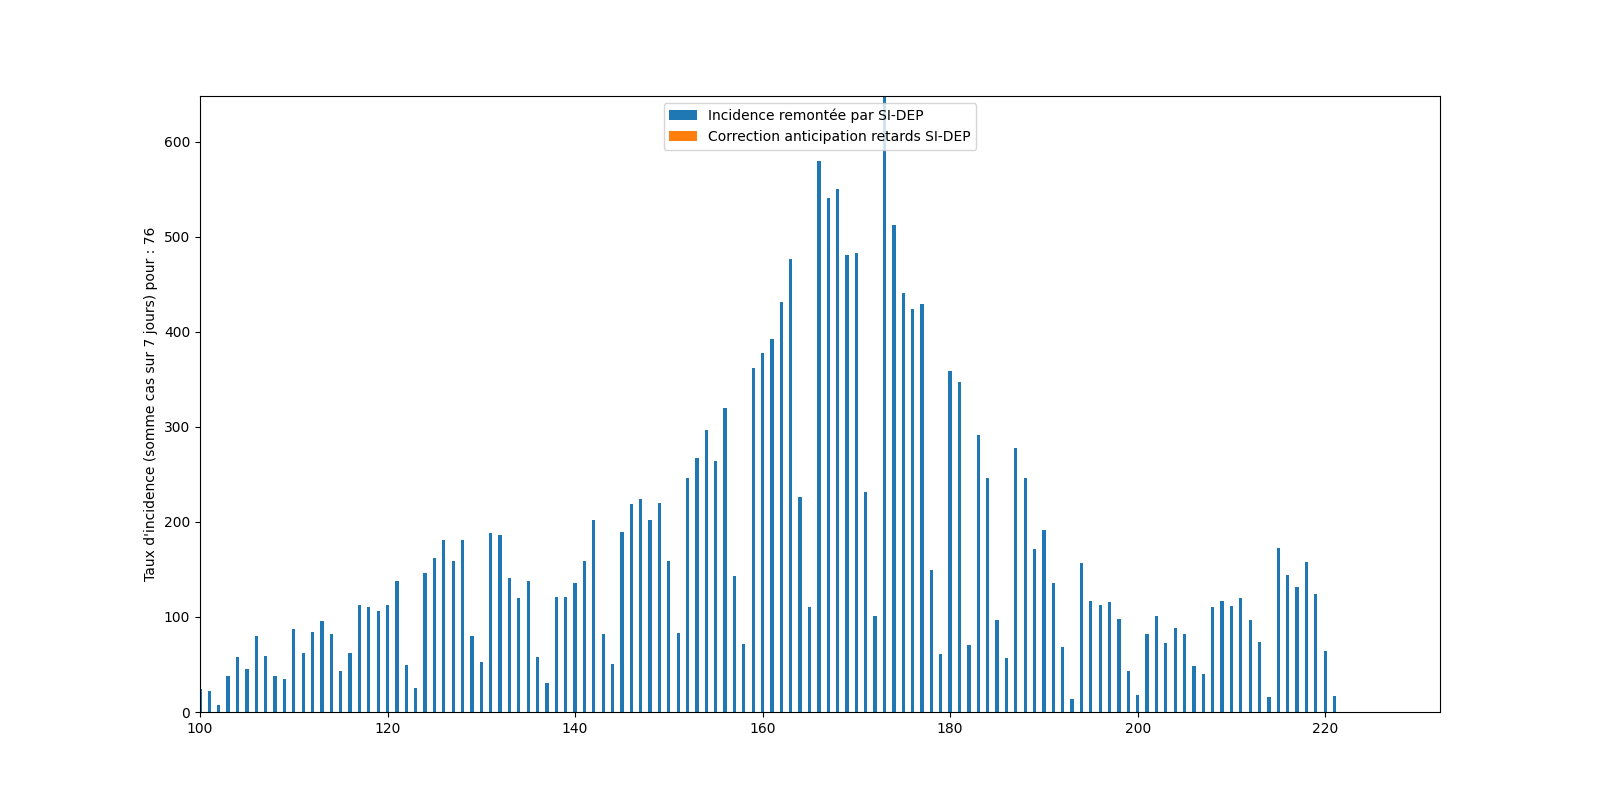 Incidence remontée par SI-DEP
Correction anticipation retards SI-DEP
Taux d'incidence (somme cas sur 7 jours) pour : 76
600
500
400
300
200
100
0
100 120 140 160 180 200 220